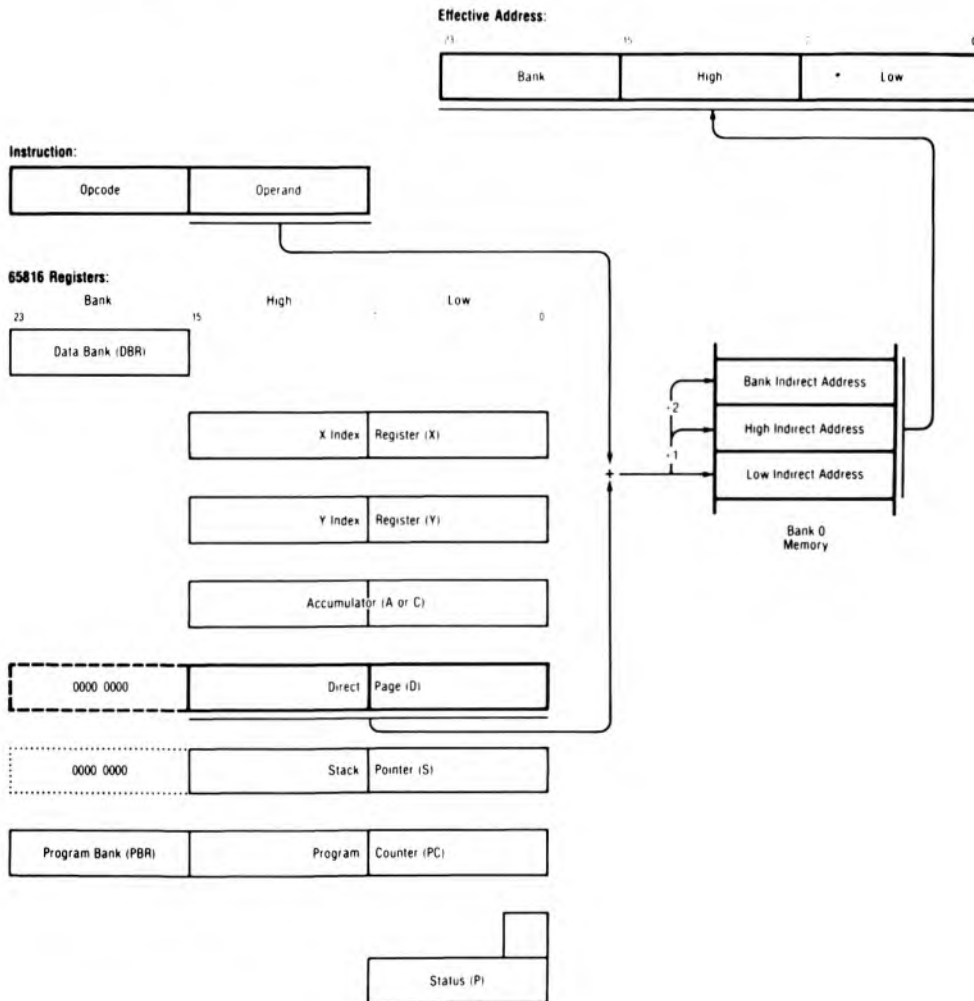 Effective Address:
23 15 0
Bank High Low
Instruction:
Opcode Operand
65816 Registers:
Bank High Low
23 15 0
Data Bank (DBR)
X Index Register (X)
Y Index Register (Y)
Accumulator (A or C)
0000 0000 Direct Page (D)
0000 0000 Stack Pointer (S)
Program Bank (PBR) Program Counter (PC)
Status (P)
+
+2
+1
Bank Indirect Address
High Indirect Address
Low Indirect Address
Bank 0
Memory